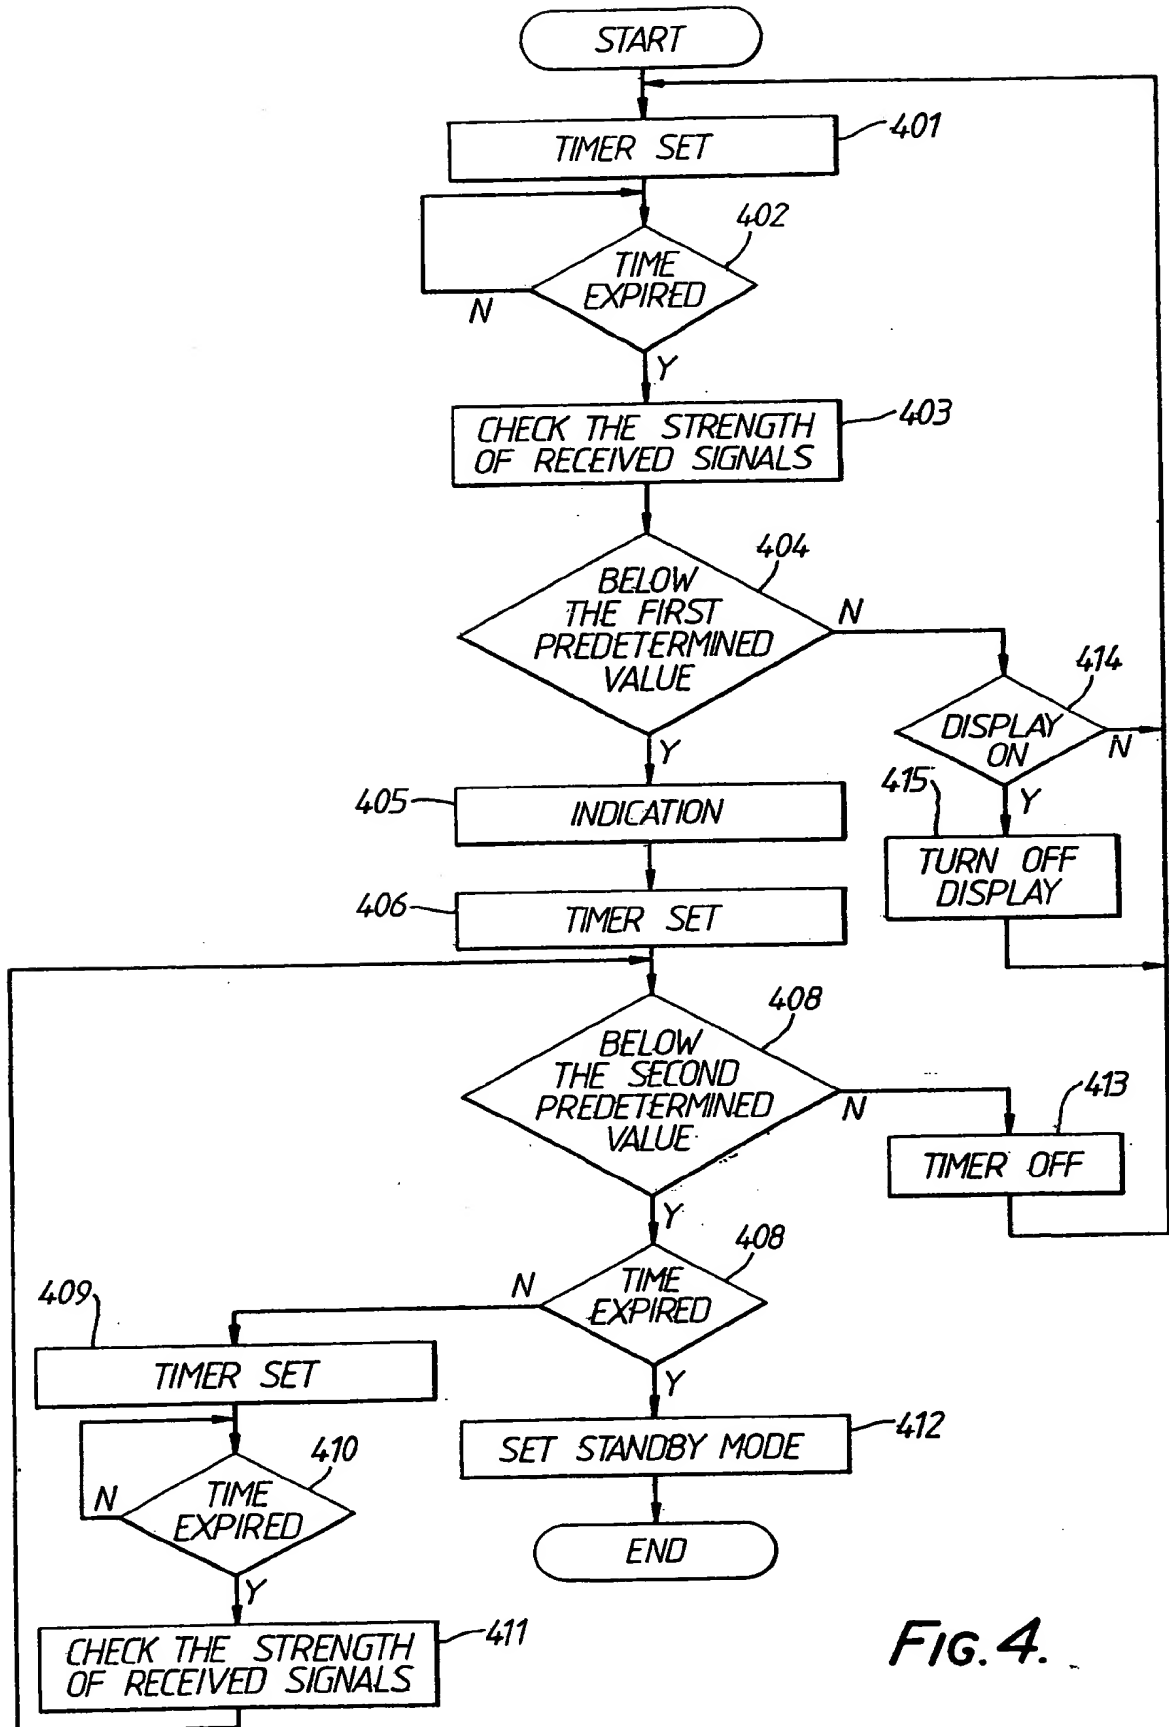 START
TIMER SET
401
TIME
EXPIRED
402
N
Y
CHECK THE STRENGTH
OF RECEIVED SIGNALS
403
BELOW
THE FIRST
PREDETERMINED
VALUE
404
N
Y
DISPLAY
ON
414
N
Y
405
INDICATION
415
TURN OFF
DISPLAY
406
TIMER SET
BELOW
THE SECOND
PREDETERMINED
VALUE
408
N
Y
413
TIMER OFF
TIME
EXPIRED
408
N
Y
409
TIMER SET
SET STANDBY MODE
412
TIME
EXPIRED
410
N
Y
END
CHECK THE STRENGTH
OF RECEIVED SIGNALS
411
FIG. 4.